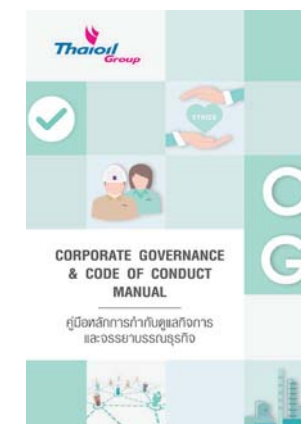 Thaioil
Group
ETHICS
CORPORATE GOVERNANCE
& CODE OF CONDUCT
MANUAL
คู่มือหลักการกำกับดูแลกิจการ
และจรรยาบรรณธุรกิจ
C
G